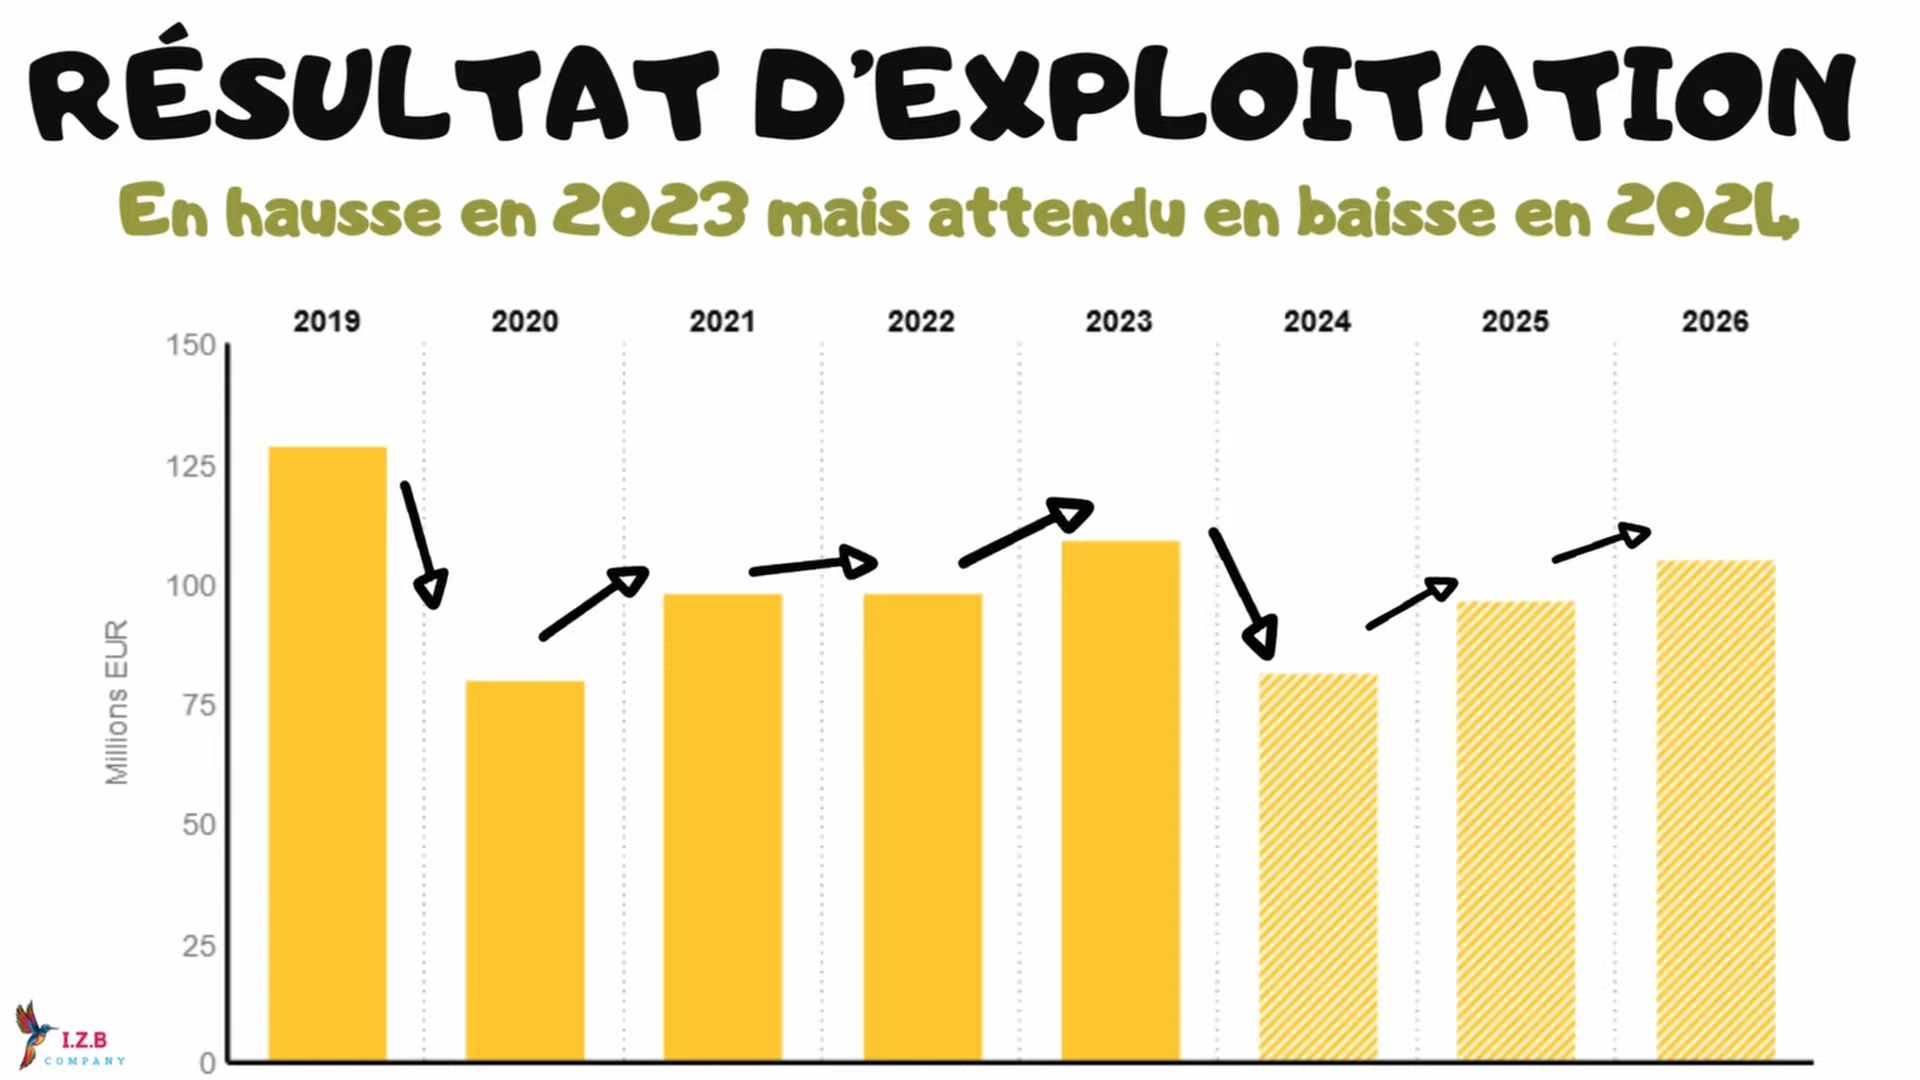 RÉSULTAT D'EXPLOITATION
En hausse en 2023 mais attendu en baisse en 2024
2019 2020 2021 2022 2023 2024 2025 2026
150
125
100
75
50
25
0
Millions EUR
I.Z.B
COMPANY